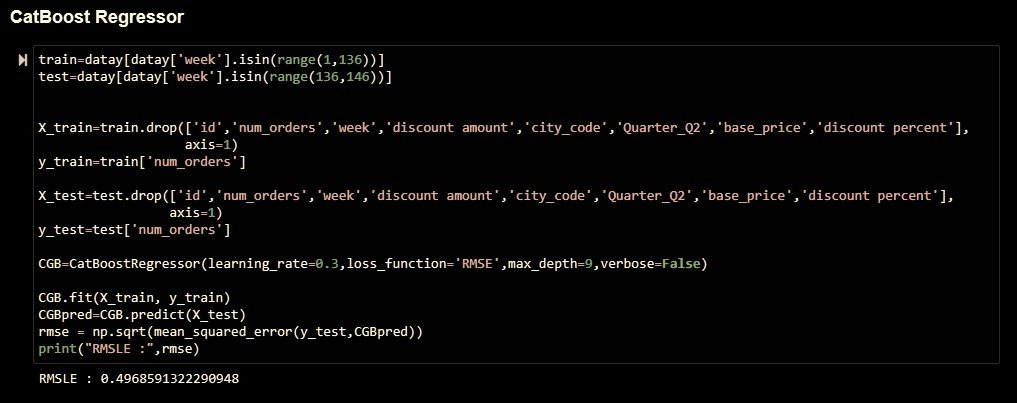 CatBoost Regressor
train=datay[datay['week'].isin(range(1,136))]
test=datay[datay['week'].isin(range(136,146))]
X_train=train.drop(['id','num_orders','week','discount amount','city_code','Quarter_Q2','base_price','discount percent'],
axis=1)
y_train=train['num_orders']
X_test=test.drop(['id','num_orders','week','discount amount','city_code','Quarter_Q2','base_price','discount percent'],
axis=1)
y_test=test['num_orders']
CGB=CatBoostRegressor(learning_rate=0.3,loss_function='RMSE',max_depth=9,verbose=False)
CGB.fit(X_train, y_train)
CGBpred=CGB.predict(X_test)
rmse = np.sqrt(mean_squared_error(y_test,CGBpred))
print("RMSLE :",rmse)
RMSLE : 0.4968591322290948